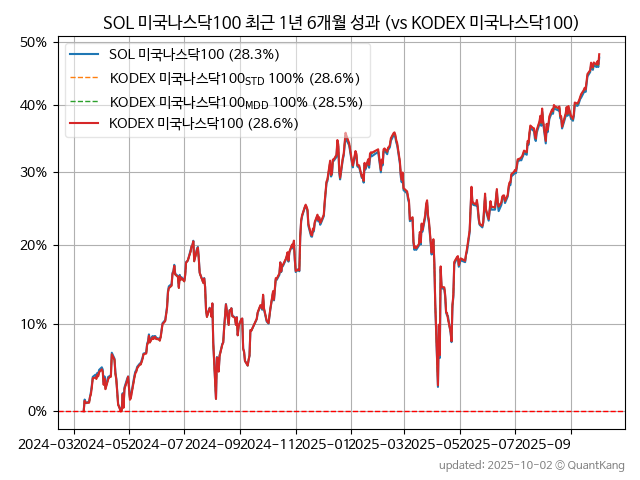 SOL 미국나스닥100 최근 1년 6개월 성과 (vs KODEX 미국나스닥100)
SOL 미국나스닥100 (28.3%)
KODEX 미국나스닥100STD 100% (28.6%)
KODEX 미국나스닥100MDD 100% (28.5%)
KODEX 미국나스닥100 (28.6%)
50%
40%
30%
20%
10%
0%
2024-03 2024-05 2024-07 2024-09 2024-11 2025-01 2025-03 2025-05 2025-07 2025-09
updated: 2025-10-02 © QuantKang